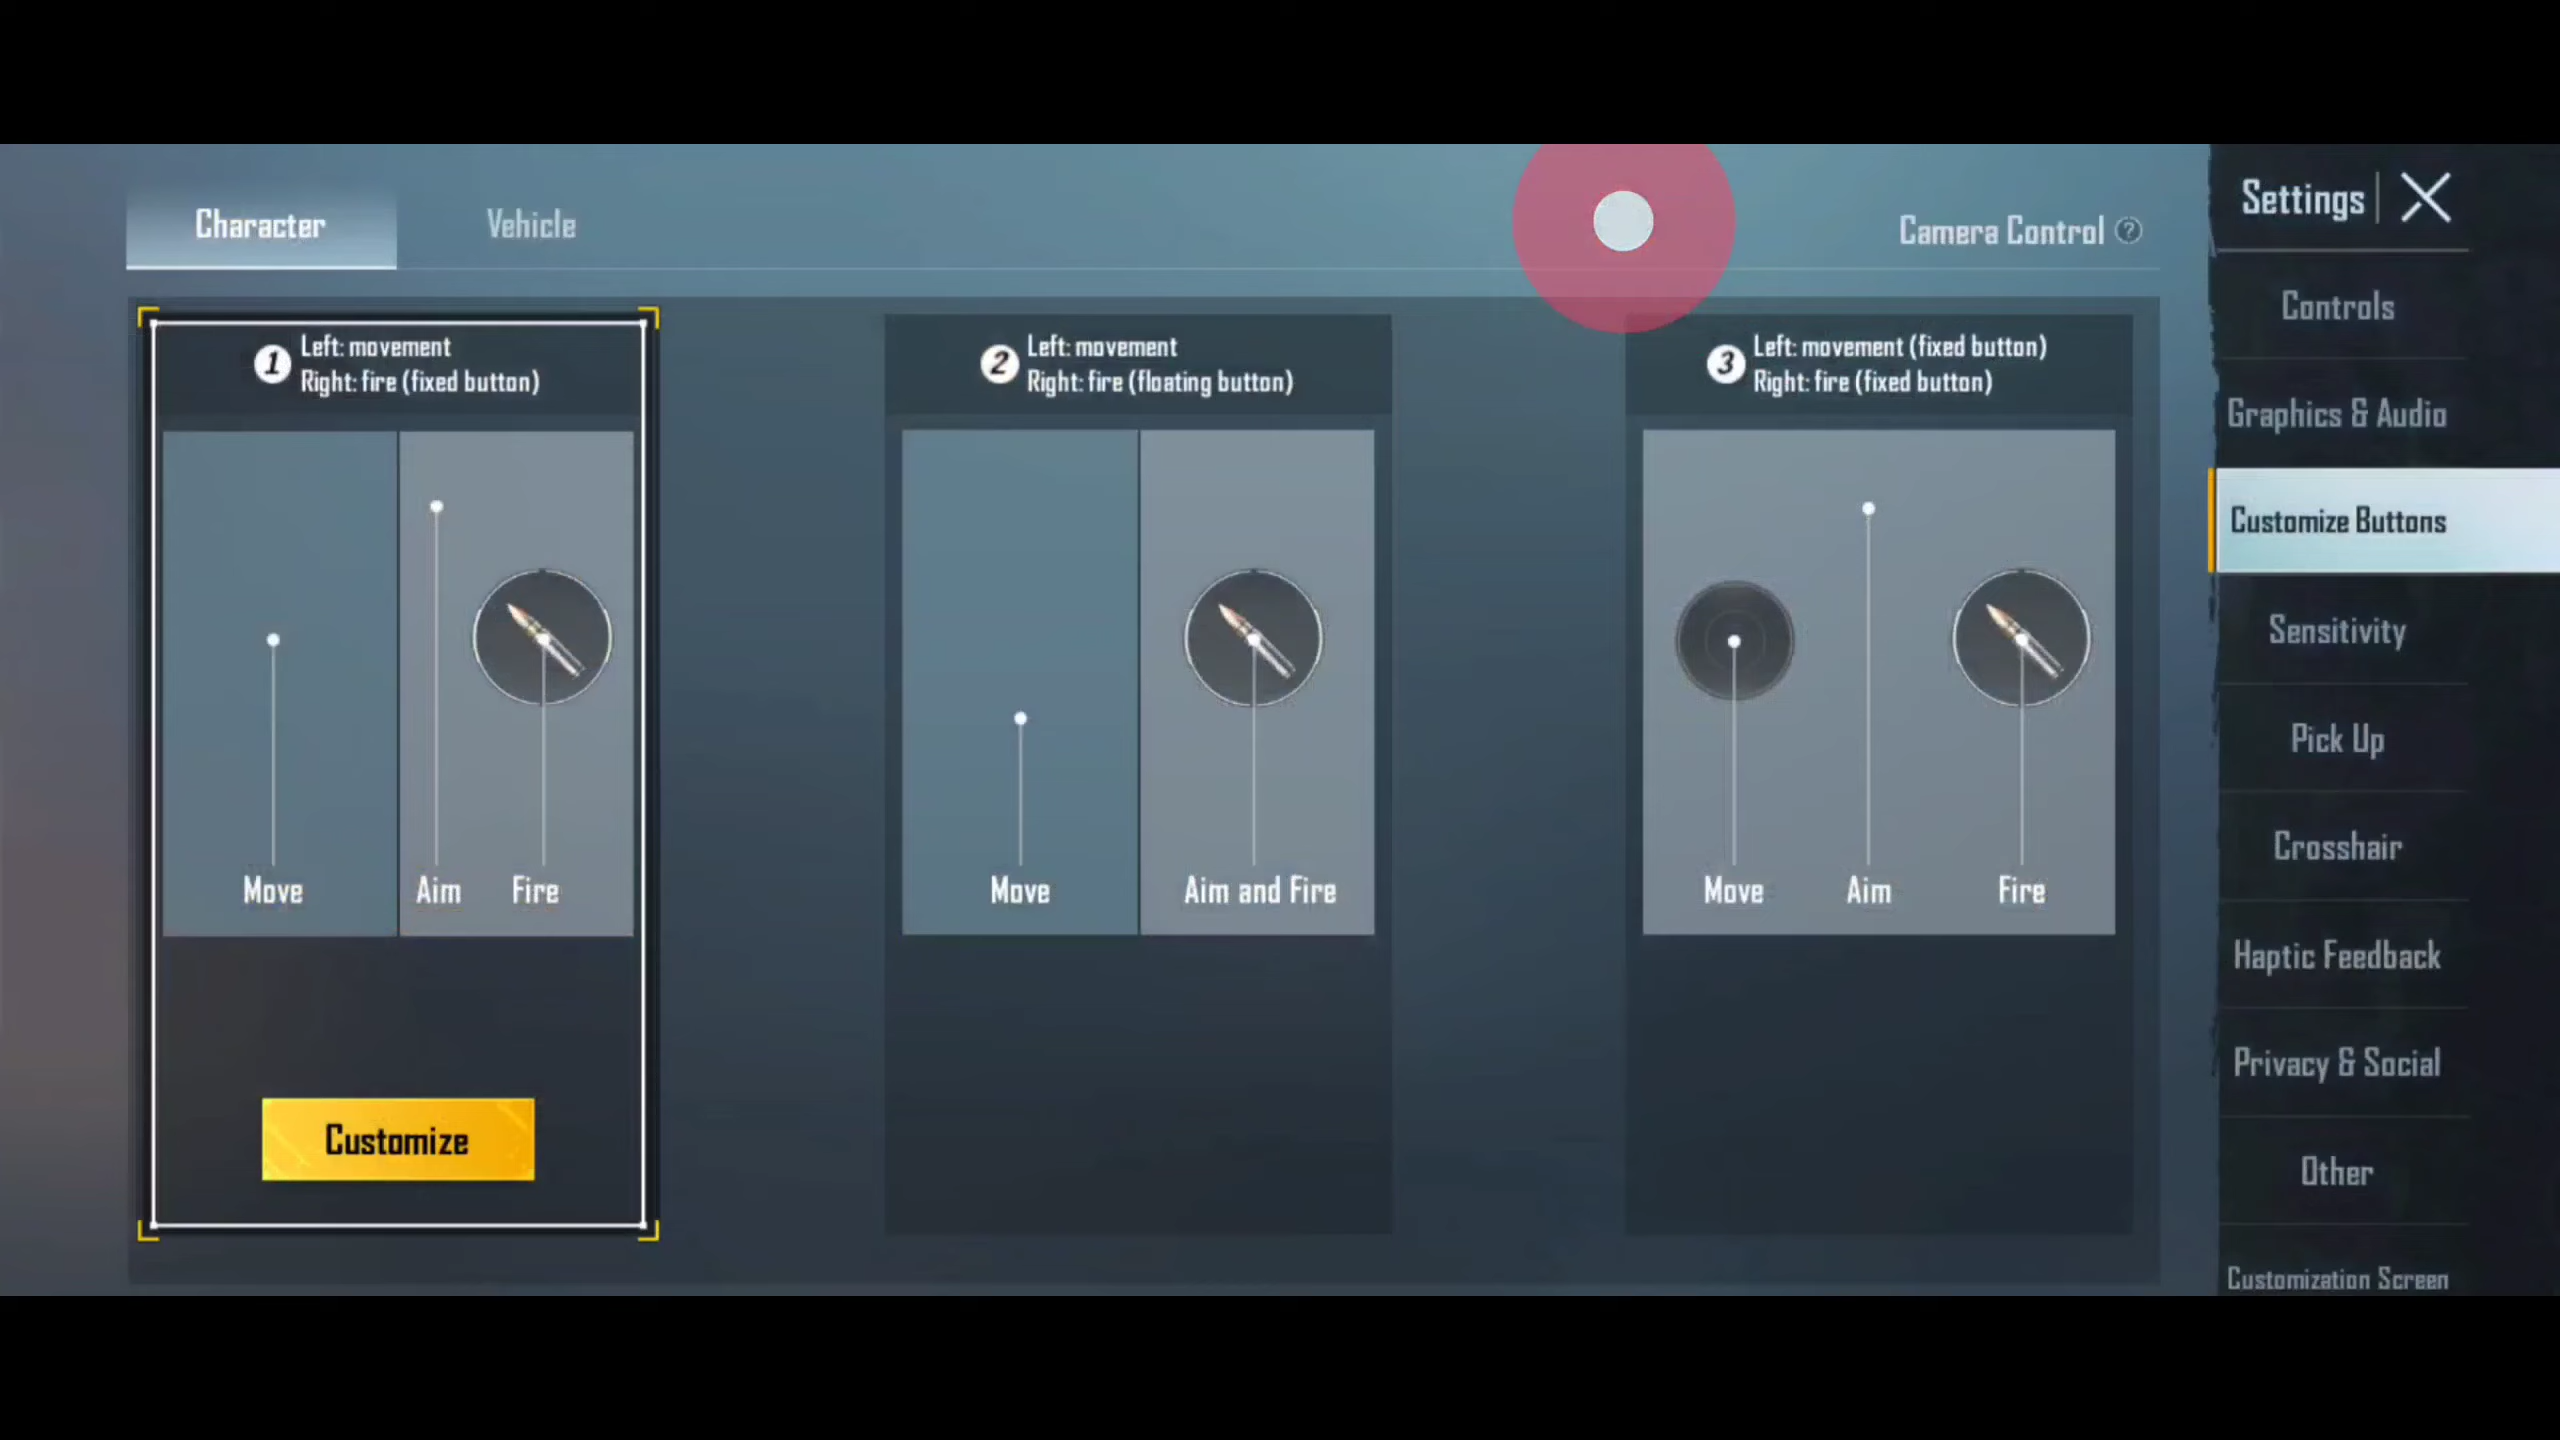 Character
Vehicle
Camera Control ?
Settings
1 Left: movement
Right: fire (fixed button)
Move
Aim
Fire
Customize
2 Left: movement
Right: fire (floating button)
Move
Aim and Fire
3 Left: movement (fixed button)
Right: fire (fixed button)
Move
Aim
Fire
Controls
Graphics & Audio
Customize Buttons
Sensitivity
Pick Up
Crosshair
Haptic Feedback
Privacy & Social
Other
Customization Screen